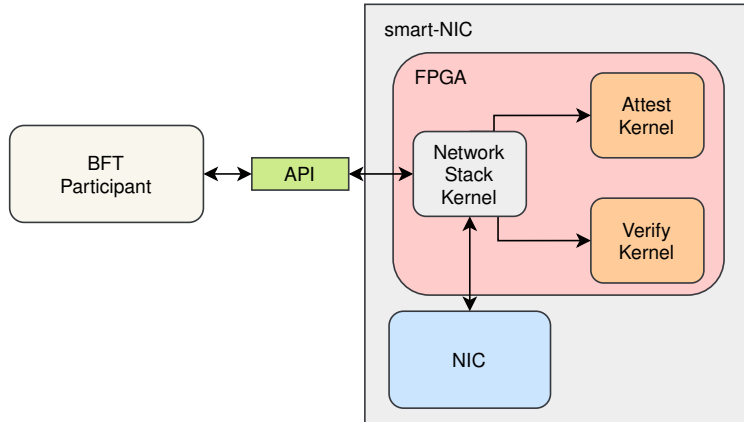 smart-NIC
FPGA
Attest
Kernel
BFT
Participant
API
Network
Stack
Kernel
Verify
Kernel
NIC